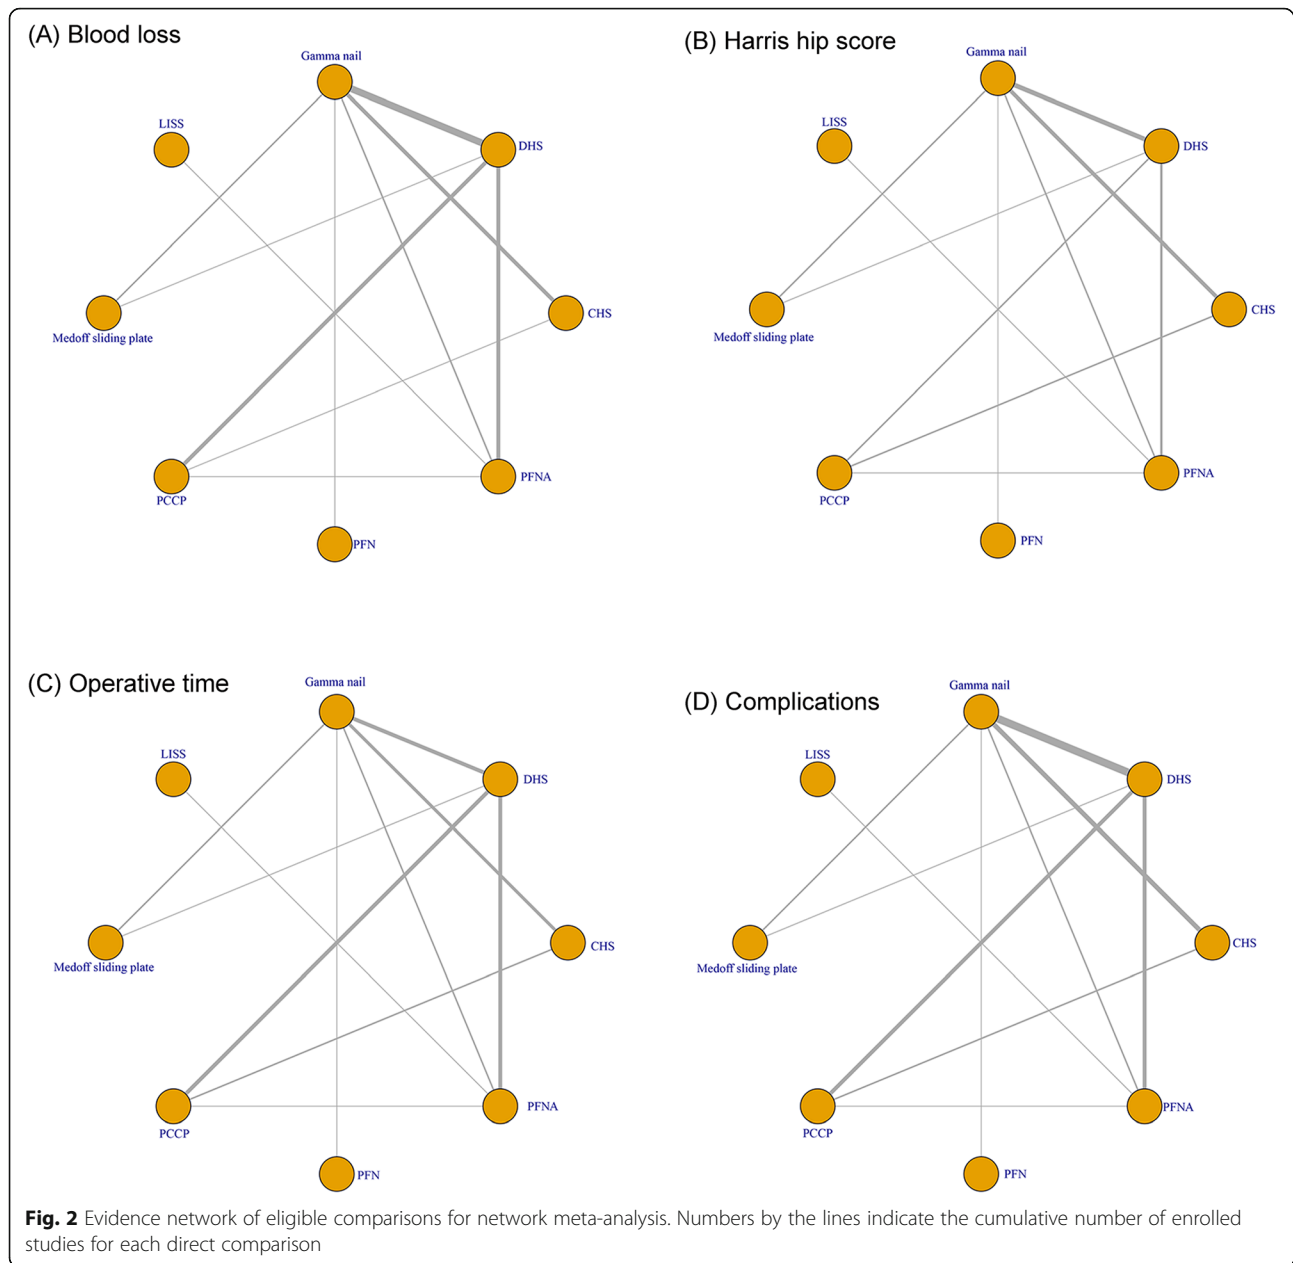 (A) Blood loss
Gamma nail
LISS
DHS
Medoff sliding plate
CHS
PCCP
PFNA
PFN
(B) Harris hip score
Gamma nail
LISS
DHS
Medoff sliding plate
CHS
PCCP
PFNA
PFN
(C) Operative time
Gamma nail
LISS
DHS
Medoff sliding plate
CHS
PCCP
PFNA
PFN
(D) Complications
Gamma nail
LISS
DHS
Medoff sliding plate
CHS
PCCP
PFNA
PFN
Fig. 2 Evidence network of eligible comparisons for network meta-analysis. Numbers by the lines indicate the cumulative number of enrolled
studies for each direct comparison